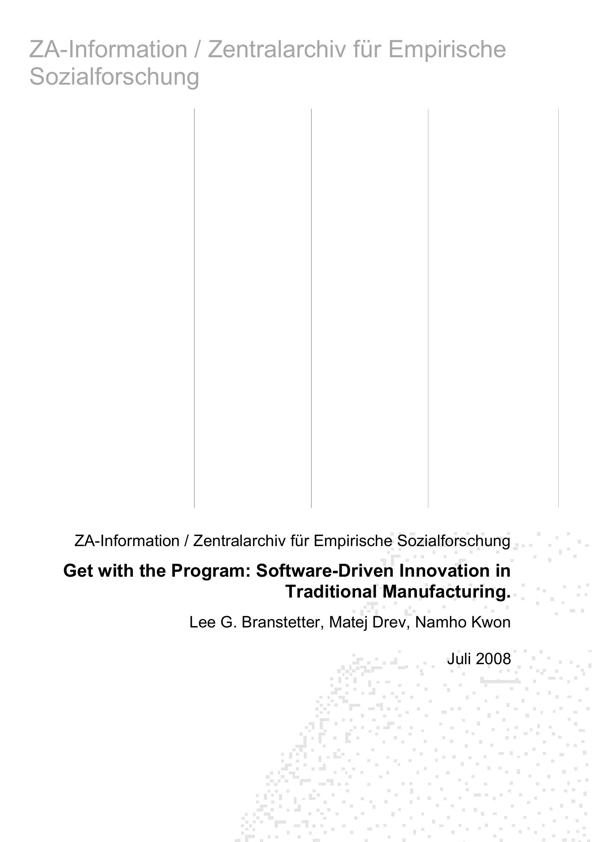 ZA-Information / Zentralarchiv für Empirische
Sozialforschung
ZA-Information / Zentralarchiv für Empirische Sozialforschung
Get with the Program: Software-Driven Innovation in
Traditional Manufacturing.
Lee G. Branstetter, Matej Drev, Namho Kwon
Juli 2008